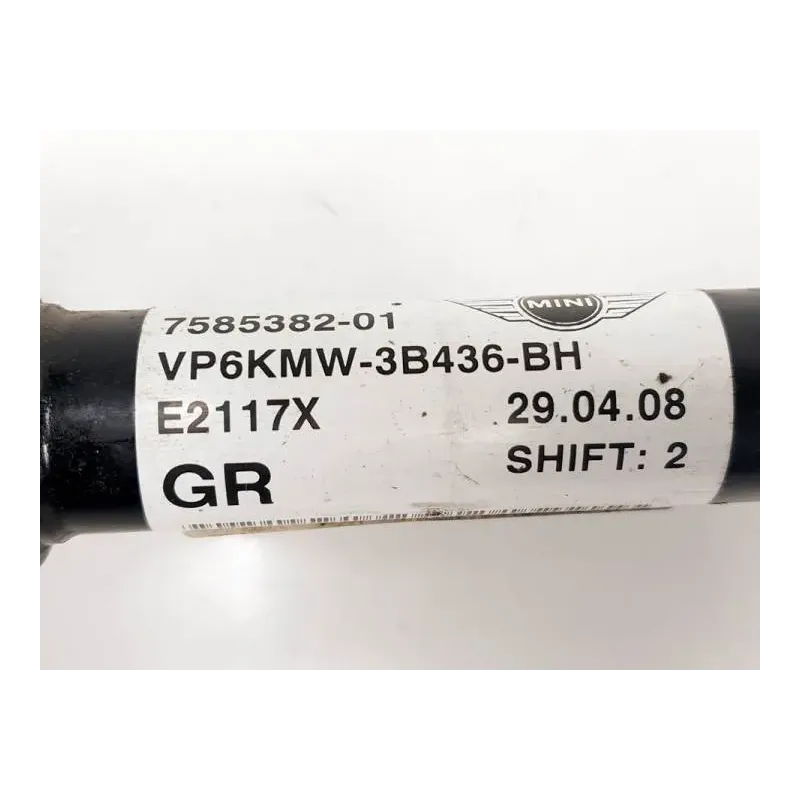 MINI
7585382-01
VP6KMW-3B436-BH
E2117X 29.04.08
GR SHIFT: 2